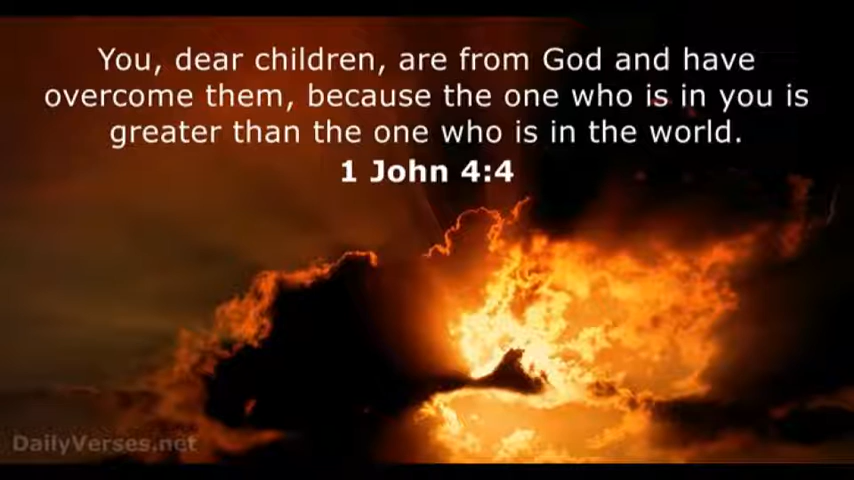 You, dear children, are from God and have
overcome them, because the one who is in you is
greater than the one who is in the world.
1 John 4:4
DailyVerses.net